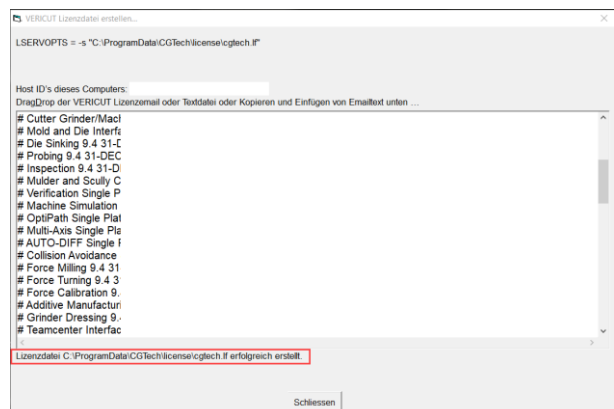 VERICUT Lizenzdatei erstellen...
LSERVOPTS = -s "C:\ProgramData\CGTech\license\cgtech.lf"
Host ID's dieses Computers:
DragDrop der VERICUT Lizenzemail oder Textdatei oder Kopieren und Einfügen von Emailtext unten ...
# Cutter Grinder/Mach
# Mold and Die Interfa
# Die Sinking 9.4 31-D
# Probing 9.4 31-DEC
# Inspection 9.4 31-D
# Mulder and Scully C
# Verification Single P
# Machine Simulation
# OptiPath Single Plat
# Multi-Axis Single Pla
# AUTO-DIFF Single P
# Collision Avoidance
# Force Milling 9.4 31
# Force Turning 9.4 3
# Force Calibration 9.
# Additive Manufacturi
# Grinder Dressing 9.
# Teamcenter Interfac
Lizenzdatei C:\ProgramData\CGTech\license\cgtech.lf erfolgreich erstellt.
Schliessen